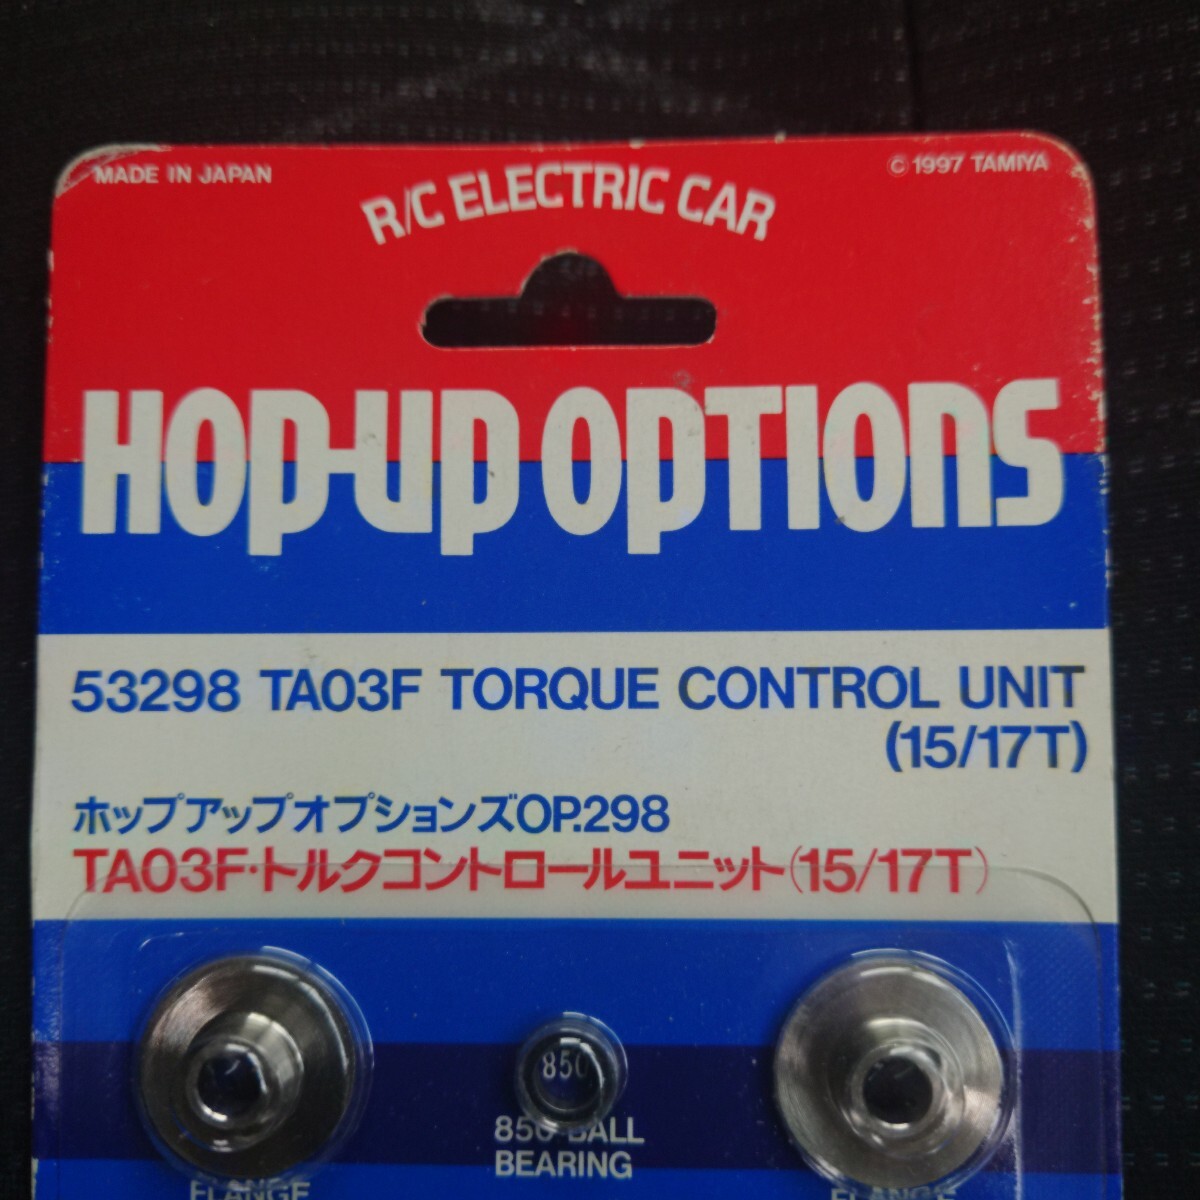 MADE IN JAPAN
© 1997 TAMIYA
R/C ELECTRIC CAR
HOP-UP OPTIONS
53298 TA03F TORQUE CONTROL UNIT
(15/17T)
ホップアップオプションズOP.298
TA03F・トルクコントロールユニット(15/17T)
850
850 BALL
BEARING
FLANGE
FLANGE